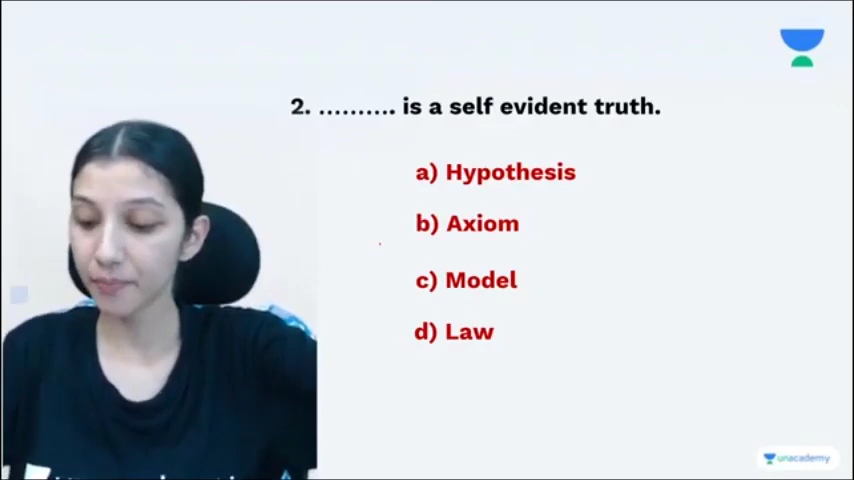 2. .......... is a self evident truth.
a) Hypothesis
b) Axiom
c) Model
d) Law
unacademy